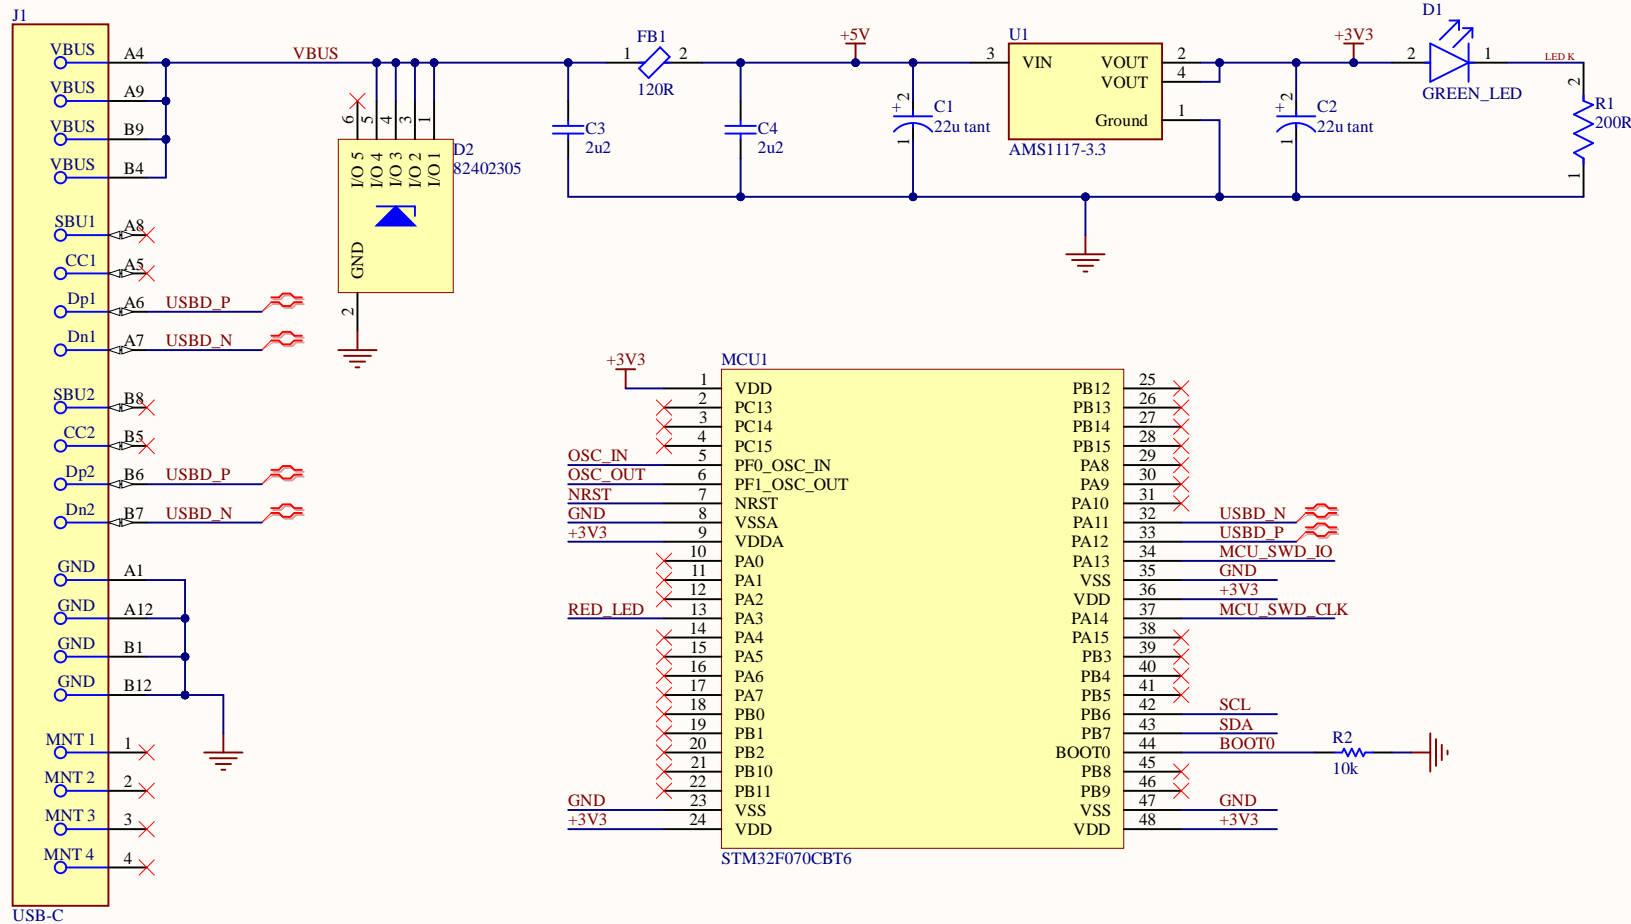 J1
VBUS A4
VBUS A9
VBUS B9
VBUS B4
SBU1 A8
CC1 A5
Dp1 A6 USBD_P
Dn1 A7 USBD_N
SBU2 B8
CC2 B5
Dp2 B6 USBD_P
Dn2 B7 USBD_N
GND A1
GND A12
GND B1
GND B12
MNT 1 1
MNT 2 2
MNT 3 3
MNT 4 4
USB-C
VBUS
6 5 4 3 1
I/O 5 I/O 4 I/O 3 I/O 2 I/O 1
D2
82402305
GND
2
C3
2u2
FB1
1 2
120R
C4
2u2
+5V
+ 2
C1
22u tant
1
U1
3 VIN VOUT 2
VOUT 4
Ground 1
AMS1117-3.3
+ 2
C2
22u tant
1
+3V3
D1
2 1
GREEN_LED
LED K
2
R1
200R
1
+3V3
MCU1
1 VDD PB12 25
2 PC13 PB13 26
3 PC14 PB14 27
4 PC15 PB15 28
OSC_IN 5 PF0_OSC_IN PA8 29
OSC_OUT 6 PF1_OSC_OUT PA9 30
NRST 7 NRST PA10 31
GND 8 VSSA PA11 32 USBD_N
+3V3 9 VDDA PA12 33 USBD_P
10 PA0 PA13 34 MCU_SWD_IO
11 PA1 VSS 35 GND
12 PA2 VDD 36 +3V3
RED_LED 13 PA3 PA14 37 MCU_SWD_CLK
14 PA4 PA15 38
15 PA5 PB3 39
16 PA6 PB4 40
17 PA7 PB5 41
18 PB0 PB6 42 SCL
19 PB1 PB7 43 SDA
20 PB2 BOOT0 44 BOOT0
21 PB10 PB8 45
22 PB11 PB9 46
GND 23 VSS VSS 47 GND
+3V3 24 VDD VDD 48 +3V3
STM32F070CBT6
R2
10k